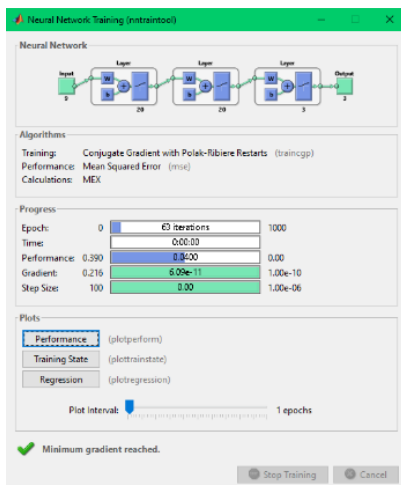 Neural Network Training (nntraintool)
Neural Network
Layer Layer Layer
Input Output
W W W
b b b
20 20 3
Algorithms
Training: Conjugate Gradient with Polak-Ribiere Restarts (traincgp)
Performance: Mean Squared Error (mse)
Calculations: MEX
Progress
Epoch: 0 63 iterations 1000
Time: 0:00:00
Performance: 0.390 0.0400 0.00
Gradient: 0.216 6.09e-11 1.00e-10
Step Size: 100 0.00 1.00e-06
Plots
Performance (plotperform)
Training State (plottrainstate)
Regression (plotregression)
Plot Interval: 1 epochs
Minimum gradient reached.
Stop Training Cancel